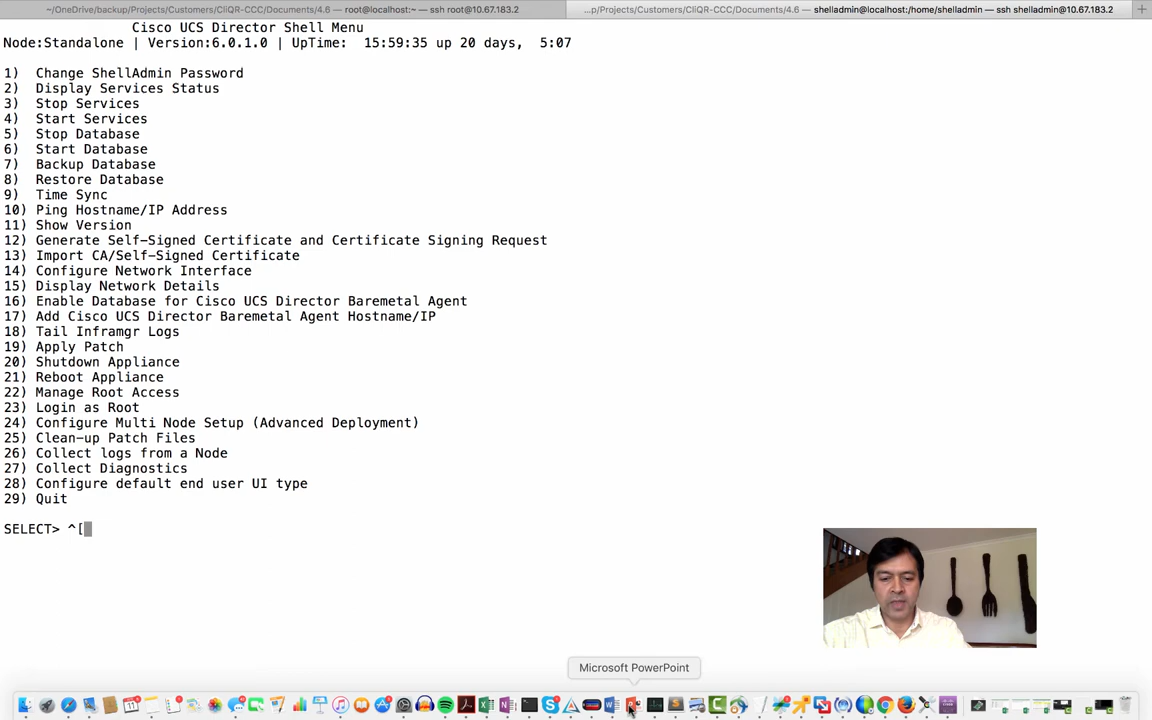 ~/OneDrive/backup/Projects/Customers/CliQR-CCC/Documents/4.6 — root@localhost:~ — ssh root@10.67.183.2
...p/Projects/Customers/CliQR-CCC/Documents/4.6 — shelladmin@localhost:/home/shelladmin — ssh shelladmin@10.67.183.2
Cisco UCS Director Shell Menu
Node:Standalone | Version:6.0.1.0 | UpTime:  15:59:35 up 20 days,  5:07
1)  Change ShellAdmin Password
2)  Display Services Status
3)  Stop Services
4)  Start Services
5)  Stop Database
6)  Start Database
7)  Backup Database
8)  Restore Database
9)  Time Sync
10) Ping Hostname/IP Address
11) Show Version
12) Generate Self-Signed Certificate and Certificate Signing Request
13) Import CA/Self-Signed Certificate
14) Configure Network Interface
15) Display Network Details
16) Enable Database for Cisco UCS Director Baremetal Agent
17) Add Cisco UCS Director Baremetal Agent Hostname/IP
18) Tail Inframgr Logs
19) Apply Patch
20) Shutdown Appliance
21) Reboot Appliance
22) Manage Root Access
23) Login as Root
24) Configure Multi Node Setup (Advanced Deployment)
25) Clean-up Patch Files
26) Collect logs from a Node
27) Collect Diagnostics
28) Configure default end user UI type
29) Quit
SELECT> ^[
Microsoft PowerPoint